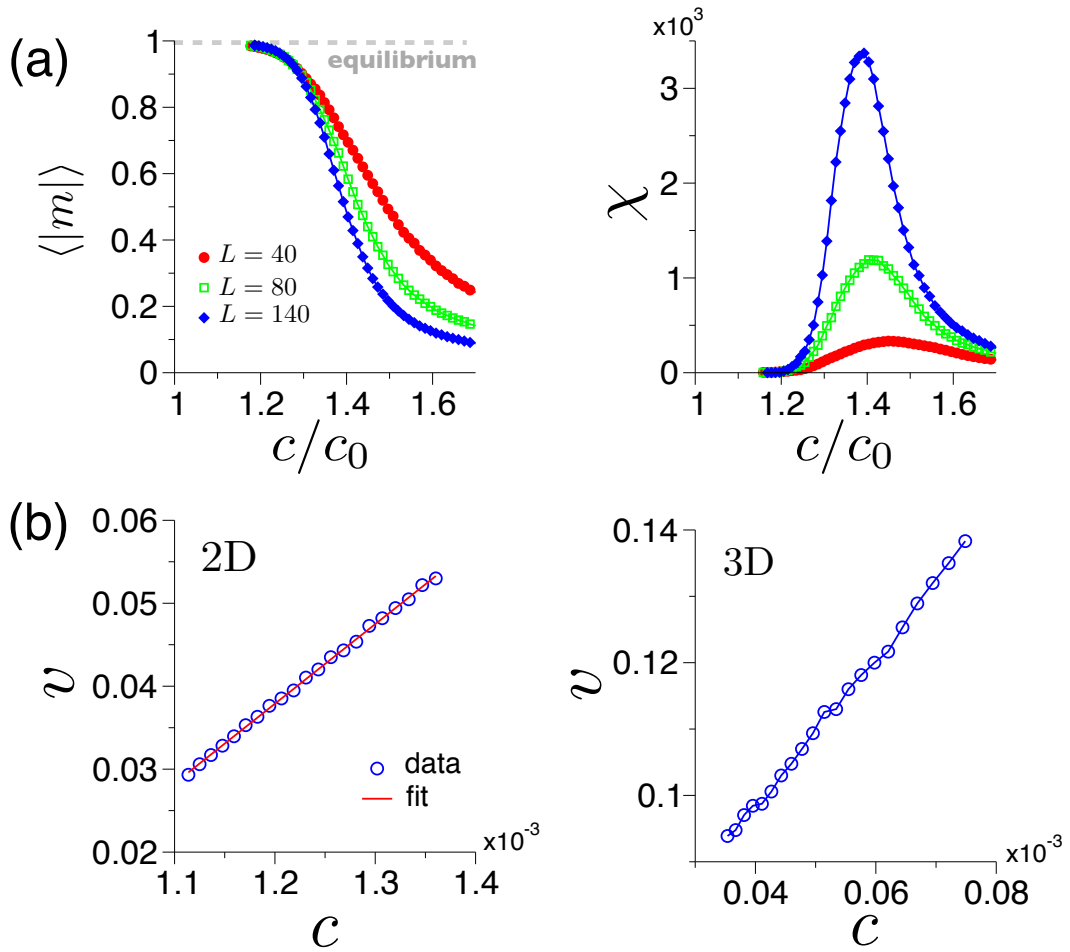 (a)
1
0.8
0.6
0.4
0.2
0
⟨|m|⟩
equilibrium
L = 40
L = 80
L = 140
1 1.2 1.4 1.6
c/c₀
x10³
3
2
1
0
χ
1 1.2 1.4 1.6
c/c₀
(b)
0.06
0.05
0.04
0.03
0.02
v
2D
data
fit
x10⁻³
1.1 1.2 1.3 1.4
c
0.14
0.12
0.1
v
3D
x10⁻³
0.04 0.06 0.08
c